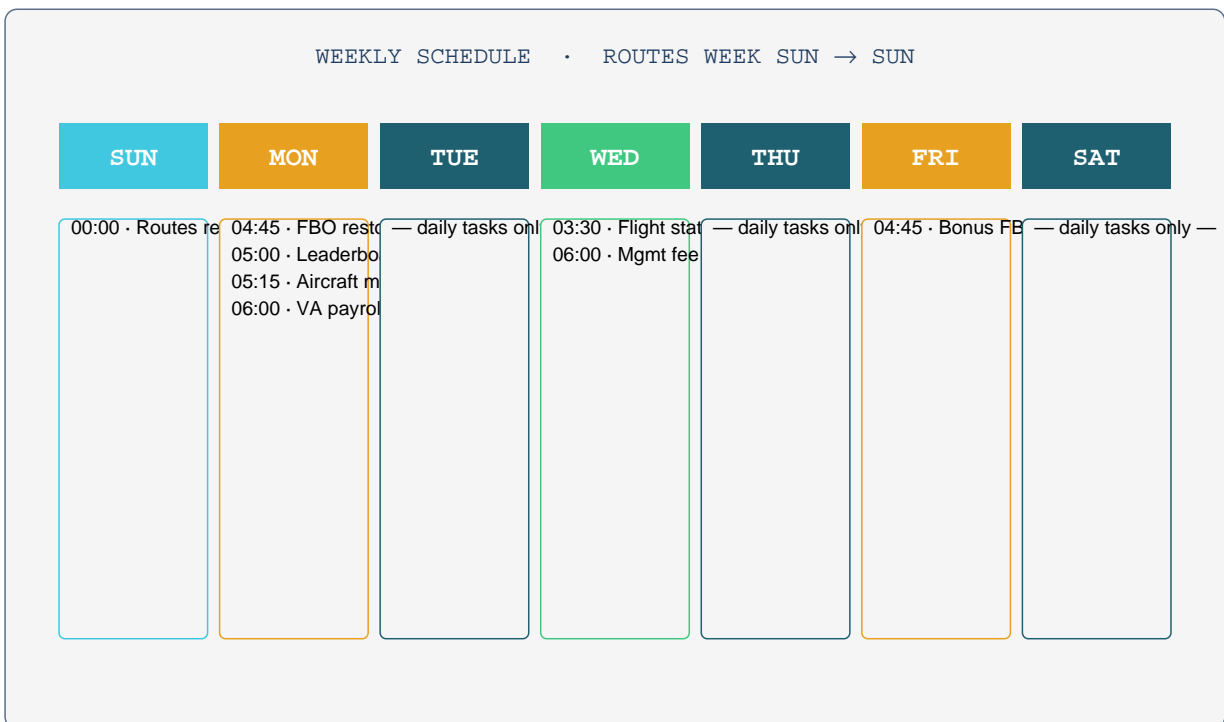 WEEKLY SCHEDULE · ROUTES WEEK SUN → SUN
SUN
MON
TUE
WED
THU
FRI
SAT
00:00 · Routes re
04:45 · FBO resto
05:00 · Leaderboa
05:15 · Aircraft m
06:00 · VA payrol
— daily tasks onl
03:30 · Flight stat
06:00 · Mgmt fee
— daily tasks onl
04:45 · Bonus FB
— daily tasks only —